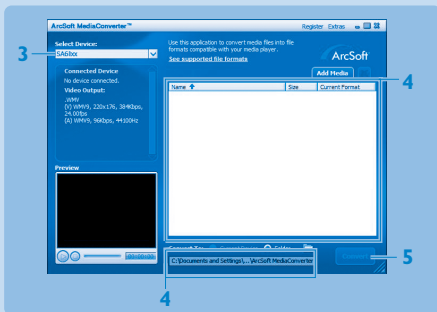 ArcSoft MediaConverter™
Register Extras
Select Device:
SA6xx
Use this application to convert media files into file
formats compatible with your media player.
See supported file formats
ArcSoft
Add Media
3
4
Connected Device
No device connected.
Video Output:
.WMV
(V) WMV9, 220x176, 384Kbps,
24.00fps
(A) WMV9, 96Kbps, 44100Hz
Name Size Current Format
Preview
Folder
C:\Documents and Settings\...\ArcSoft MediaConverter
Convert
5
4